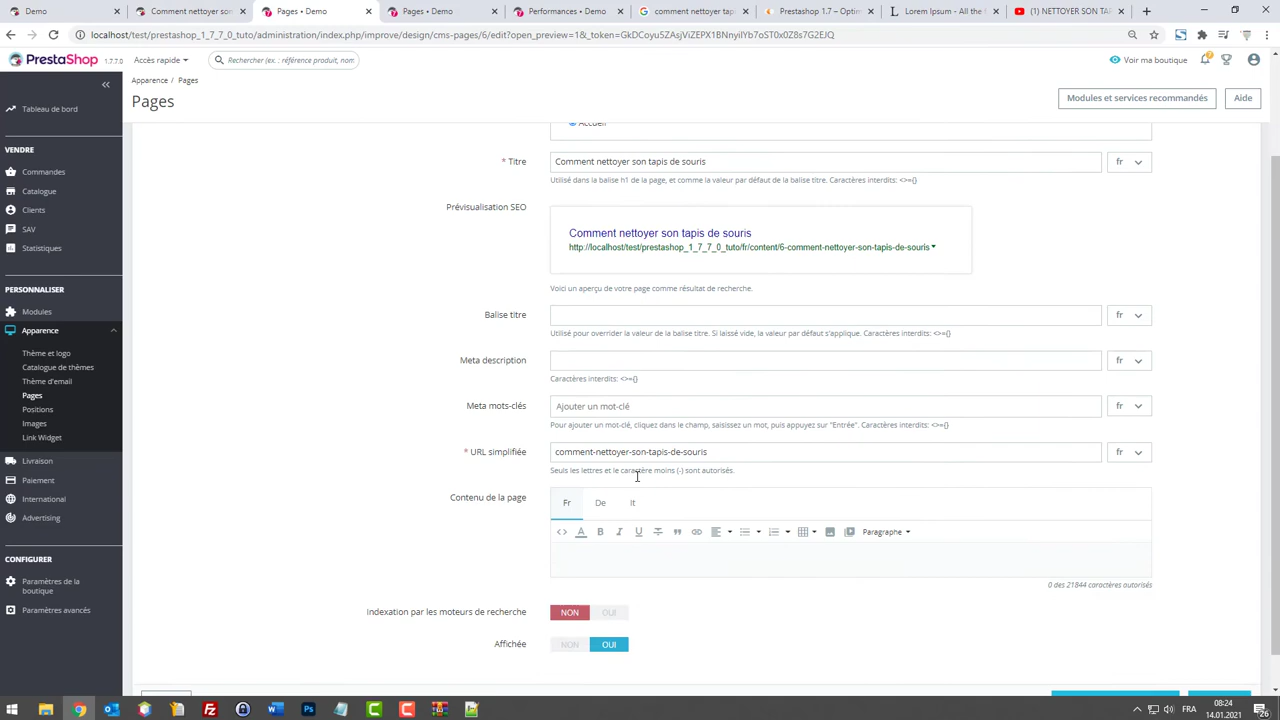 Demo
Comment nettoyer son
Pages • Demo
Pages • Demo
Performances • Demo
comment nettoyer tap
Prestashop 1.7 – Optim
Lorem Ipsum - All the
(1) NETTOYER SON TAP
localhost/test/prestashop_1_7_7_0_tuto/administration/index.php/improve/design/cms-pages/6/edit?open_preview=1&_token=GkDCoyu5ZAsjViZEPX1BNnyilYb7oST0x0Z8s7G2EJQ
PrestaShop 1.7.7.0
Accès rapide
Rechercher (ex. : référence produit, nom
Voir ma boutique
7
Apparence / Pages
Pages
Modules et services recommandés
Aide
Tableau de bord
VENDRE
Commandes
Catalogue
Clients
SAV
Statistiques
PERSONNALISER
Modules
Apparence
Thème et logo
Catalogue de thèmes
Thème d'email
Pages
Positions
Images
Link Widget
Livraison
Paiement
International
Advertising
CONFIGURER
Paramètres de la
boutique
Paramètres avancés
Accueil
* Titre
Comment nettoyer son tapis de souris
fr
Utilisé dans la balise h1 de la page, et comme la valeur par défaut de la balise titre. Caractères interdits: <>={}
Prévisualisation SEO
Comment nettoyer son tapis de souris
http://localhost/test/prestashop_1_7_7_0_tuto/fr/content/6-comment-nettoyer-son-tapis-de-souris
Voici un aperçu de votre page comme résultat de recherche.
Balise titre
fr
Utilisé pour overrider la valeur de la balise titre. Si laissé vide, la valeur par défaut s'applique. Caractères interdits: <>={}
Meta description
fr
Caractères interdits: <>={}
Meta mots-clés
Ajouter un mot-clé
fr
Pour ajouter un mot-clé, cliquez dans le champ, saisissez un mot, puis appuyez sur "Entrée". Caractères interdits: <>={}
* URL simplifiée
comment-nettoyer-son-tapis-de-souris
fr
Seuls les lettres et le caractère moins (-) sont autorisés.
Contenu de la page
Fr De It
Paragraphe
0 des 21844 caractères autorisés
Indexation par les moteurs de recherche
NON OUI
Affichée
NON OUI
FRA
08:24
14.01.2021
26